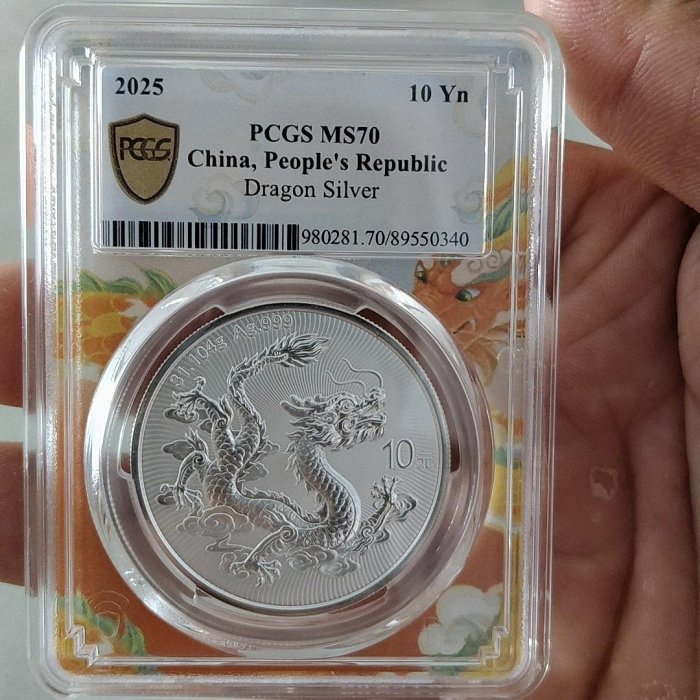 2025
10 Yn
PCGS
PCGS MS70
China, People's Republic
Dragon Silver
980281.70/89550340
31.104g Ag.999
10元